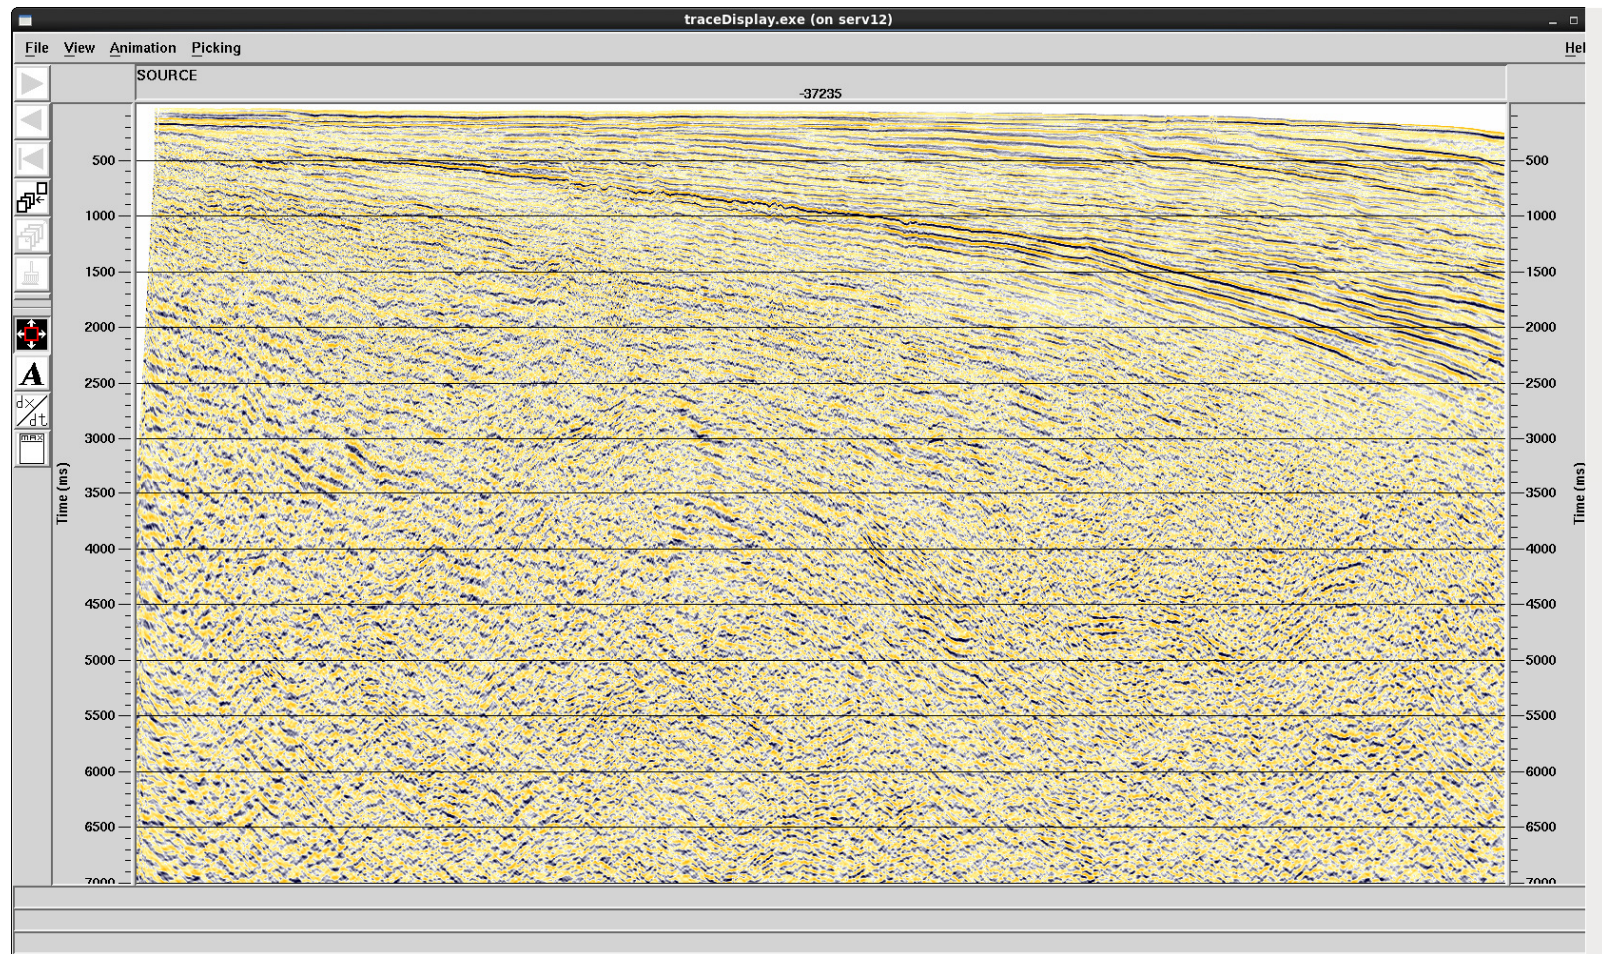 traceDisplay.exe (on serv12)
File View Animation Picking Hel
SOURCE
-37235
500 500
1000 1000
1500 1500
2000 2000
A
2500 2500
dx/dt
max
3000 3000
Time (ms) Time (ms)
3500 3500
4000 4000
4500 4500
5000 5000
5500 5500
6000 6000
6500 6500
7000 7000